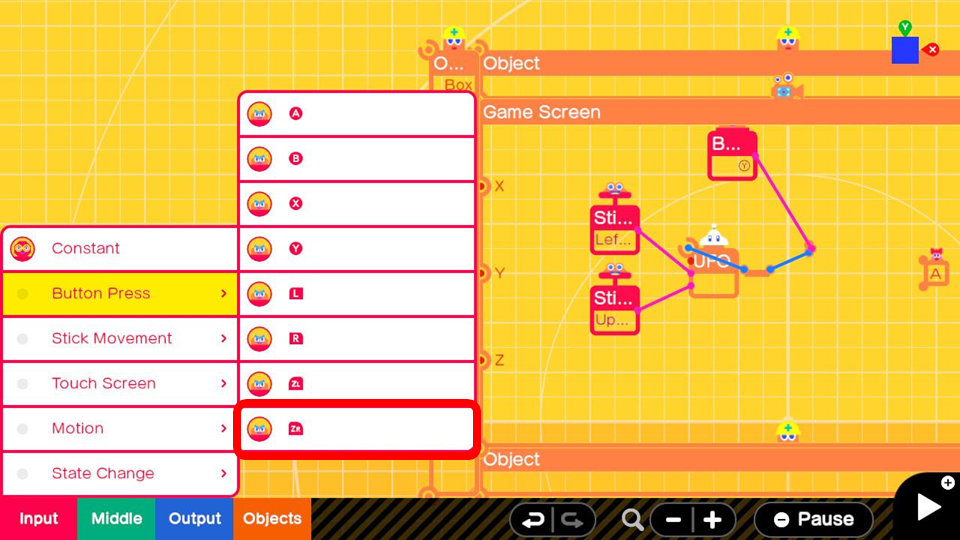 Y
X
O...
Object
Box
Game Screen
A
B
X
Y
L
R
ZL
ZR
Constant
Button Press
Stick Movement
Touch Screen
Motion
State Change
X
Y
Z
B...
Y
Sti...
Lef...
UFO
Sti...
Up...
A
Object
Input
Middle
Output
Objects
Pause